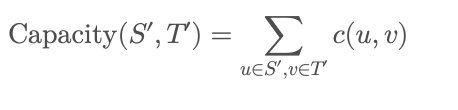 Capacity(S′, T′) = ∑ c(u, v)
u∈S′,v∈T′